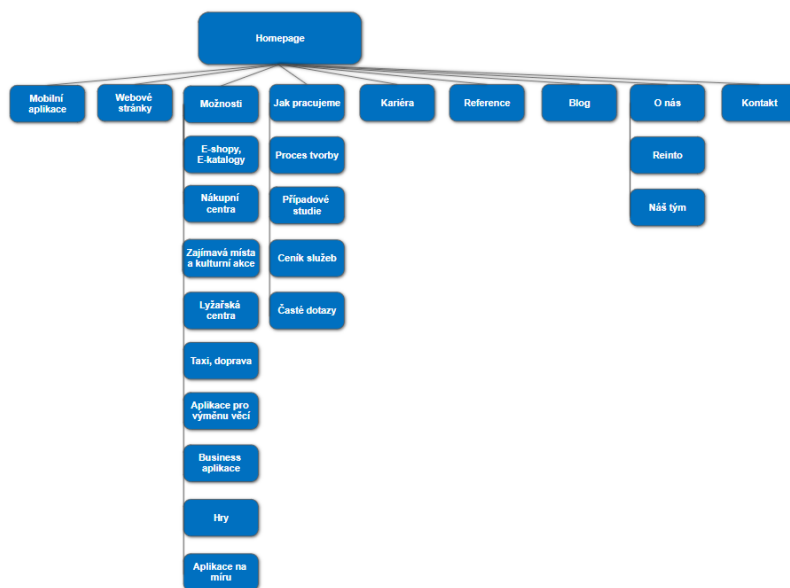 Homepage
Mobilní
aplikace
Webové
stránky
Možnosti
Jak pracujeme
Kariéra
Reference
Blog
O nás
Kontakt
E-shopy,
E-katalogy
Nákupní
centra
Zajímavá místa
a kulturní akce
Lyžařská
centra
Taxi, doprava
Aplikace pro
výměnu věcí
Business
aplikace
Hry
Aplikace na
míru
Proces tvorby
Případové
studie
Ceník služeb
Časté dotazy
Reinto
Náš tým